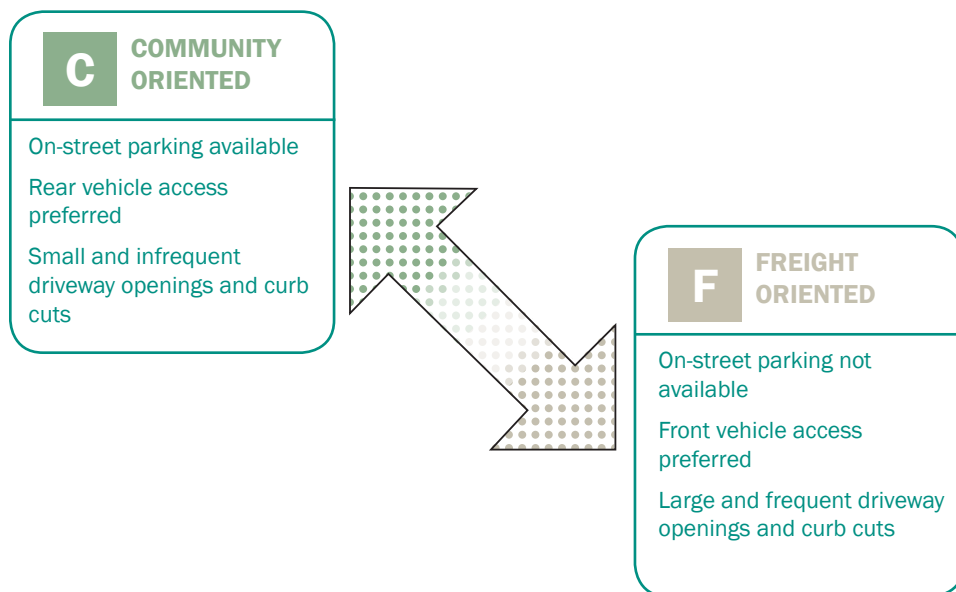 C
COMMUNITY
ORIENTED
On-street parking available
Rear vehicle access
preferred
Small and infrequent
driveway openings and curb
cuts
F
FREIGHT
ORIENTED
On-street parking not
available
Front vehicle access
preferred
Large and frequent driveway
openings and curb cuts